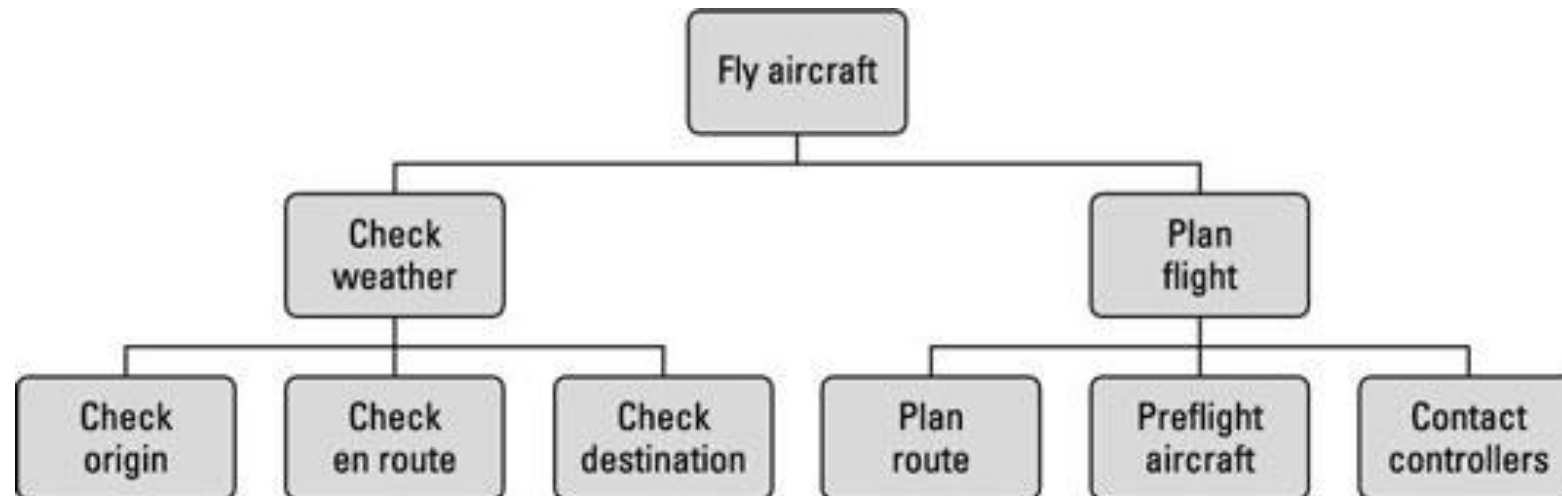 Fly aircraft
Check
weather
Plan
flight
Check
origin
Check
en route
Check
destination
Plan
route
Preflight
aircraft
Contact
controllers